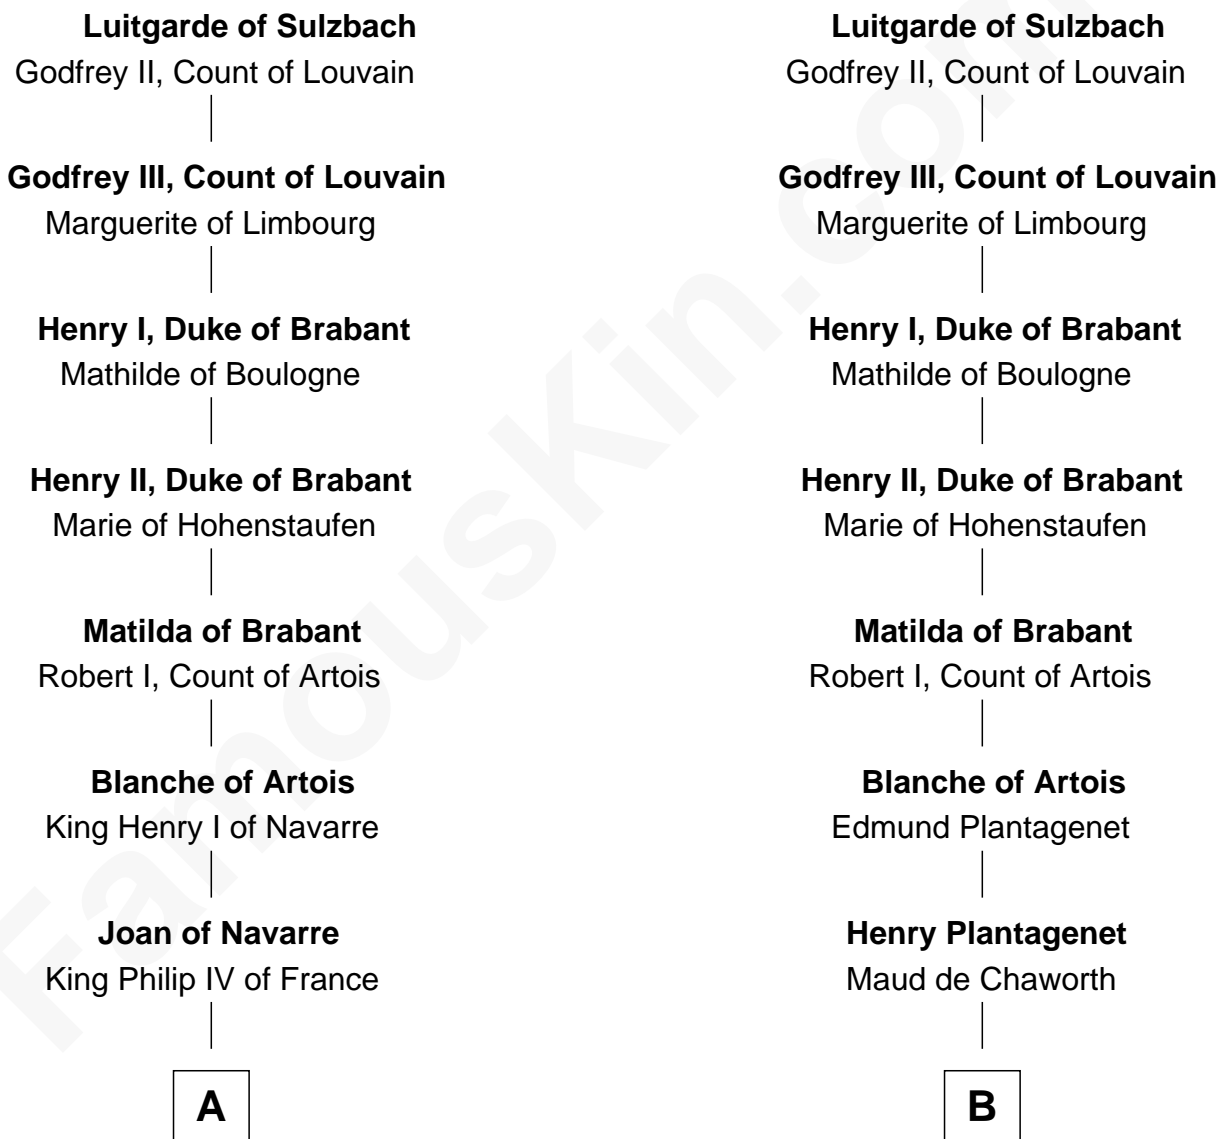 Luitgarde of Sulzbach
Godfrey II, Count of Louvain
Godfrey III, Count of Louvain
Marguerite of Limbourg
Henry I, Duke of Brabant
Mathilde of Boulogne
Henry II, Duke of Brabant
Marie of Hohenstaufen
Matilda of Brabant
Robert I, Count of Artois
Blanche of Artois
King Henry I of Navarre
Joan of Navarre
King Philip IV of France
A
Luitgarde of Sulzbach
Godfrey II, Count of Louvain
Godfrey III, Count of Louvain
Marguerite of Limbourg
Henry I, Duke of Brabant
Mathilde of Boulogne
Henry II, Duke of Brabant
Marie of Hohenstaufen
Matilda of Brabant
Robert I, Count of Artois
Blanche of Artois
Edmund Plantagenet
Henry Plantagenet
Maud de Chaworth
B
FamousKin.com